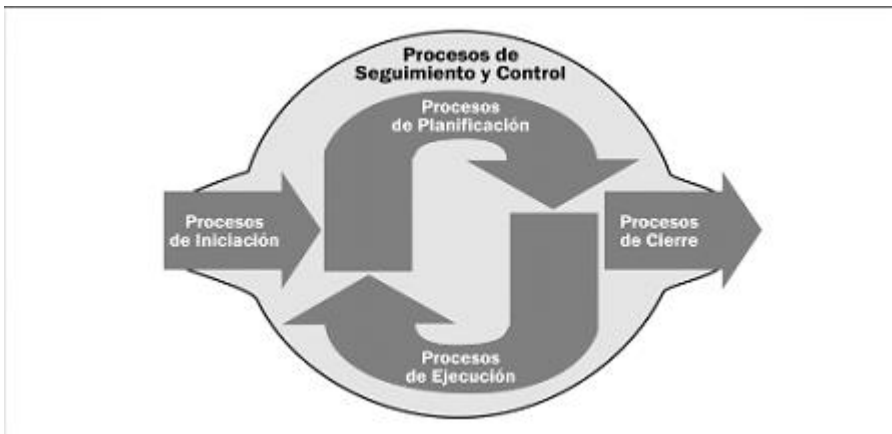 Procesos de
Seguimiento y Control
Procesos
de Planificación
Procesos
de Iniciación
Procesos
de Cierre
Procesos
de Ejecución